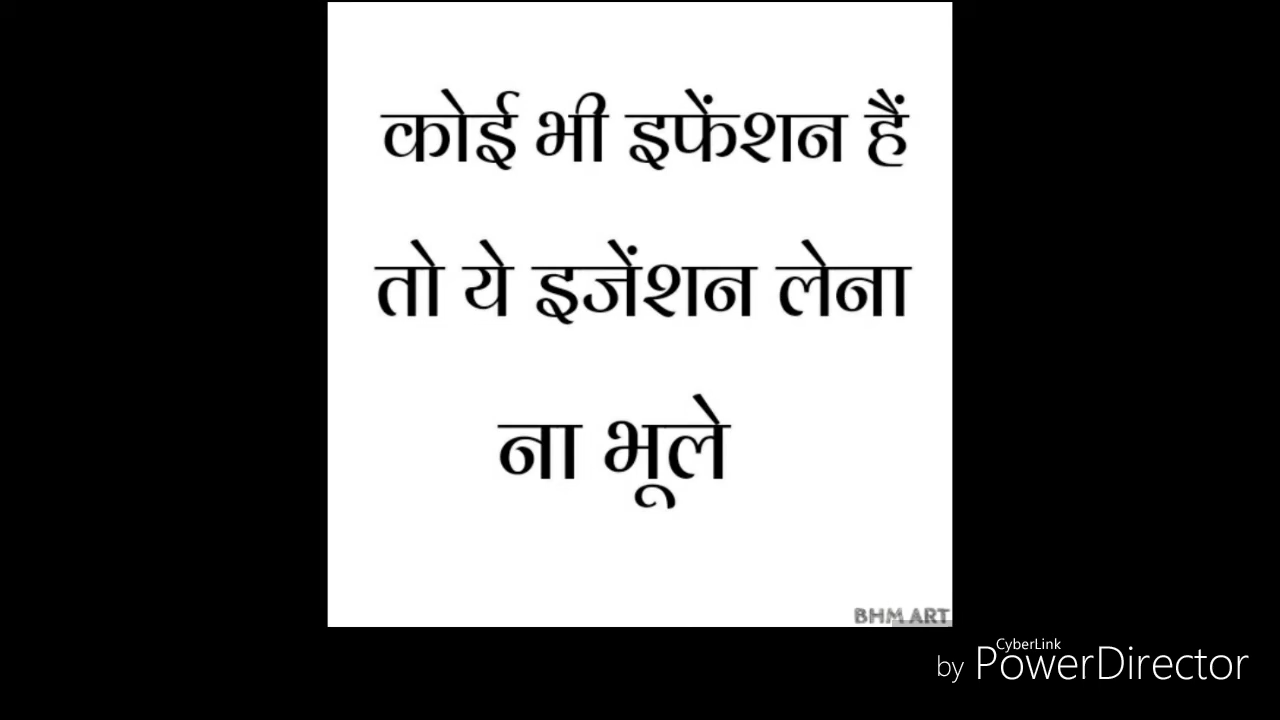 कोई भी इफेंशन हैं
तो ये इजेंशन लेना
ना भूले
BHM ART
CyberLink
by PowerDirector